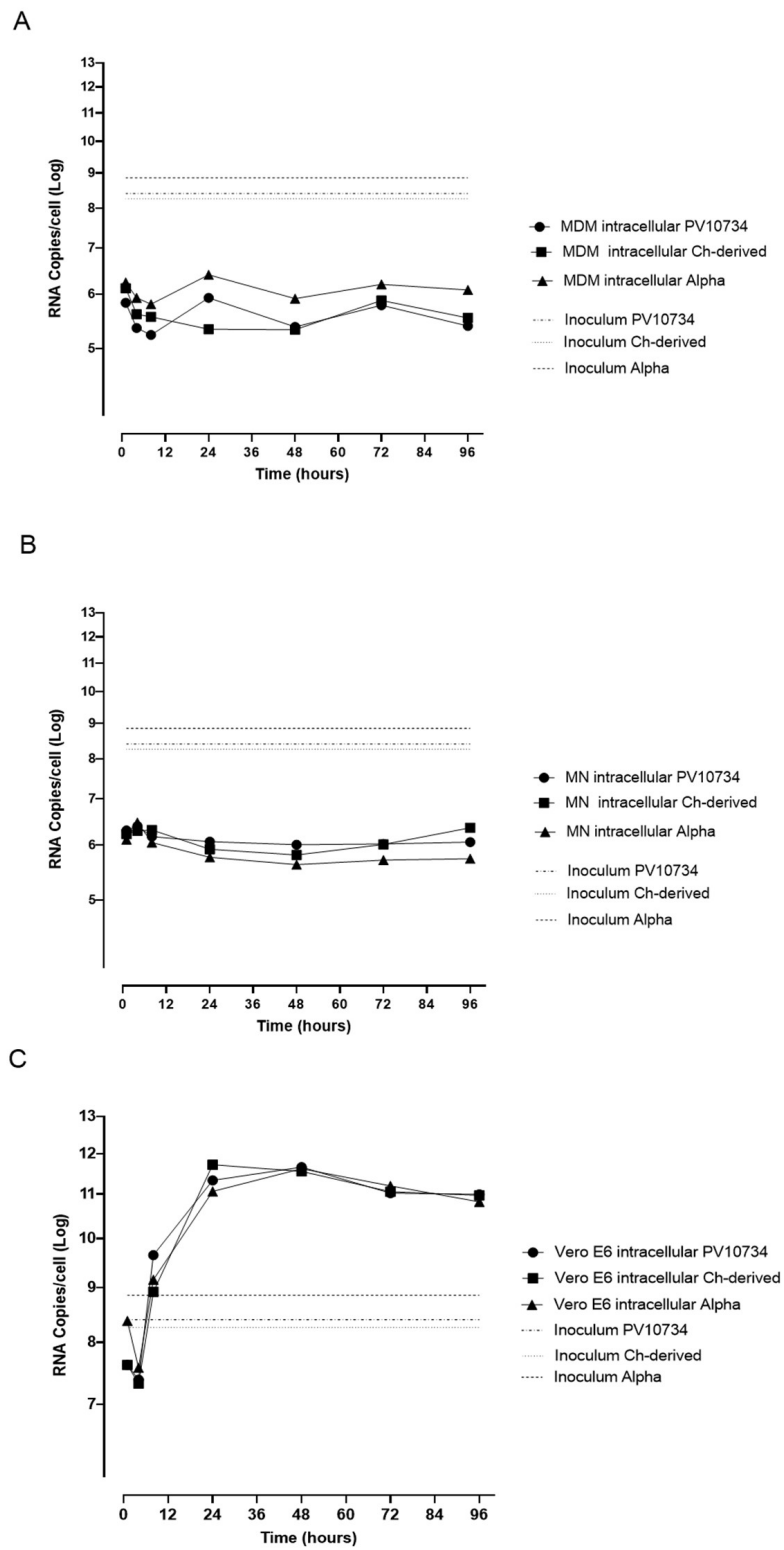 A
RNA Copies/cell (Log)
13
12
11
10
9
8
7
6
5
0 12 24 36 48 60 72 84 96
Time (hours)
MDM intracellular PV10734
MDM intracellular Ch-derived
MDM intracellular Alpha
Inoculum PV10734
Inoculum Ch-derived
Inoculum Alpha
B
RNA Copies/cell (Log)
13
12
11
10
9
8
7
6
5
0 12 24 36 48 60 72 84 96
Time (hours)
MN intracellular PV10734
MN intracellular Ch-derived
MN intracellular Alpha
Inoculum PV10734
Inoculum Ch-derived
Inoculum Alpha
C
RNA Copies/cell (Log)
13
12
11
10
9
8
7
0 12 24 36 48 60 72 84 96
Time (hours)
Vero E6 intracellular PV10734
Vero E6 intracellular Ch-derived
Vero E6 intracellular Alpha
Inoculum PV10734
Inoculum Ch-derived
Inoculum Alpha